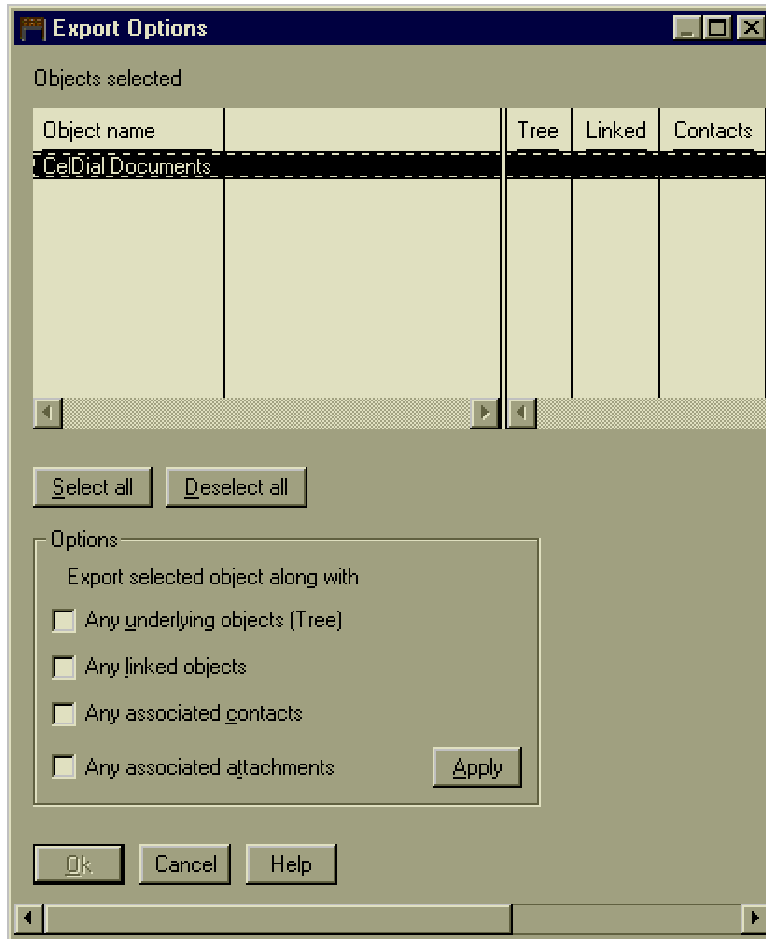 Export Options
Objects selected
Object name Tree Linked Contacts
CelDial Documents
Select all Deselect all
Options
Export selected object along with
Any underlying objects (Tree)
Any linked objects
Any associated contacts
Any associated attachments Apply
Ok Cancel Help